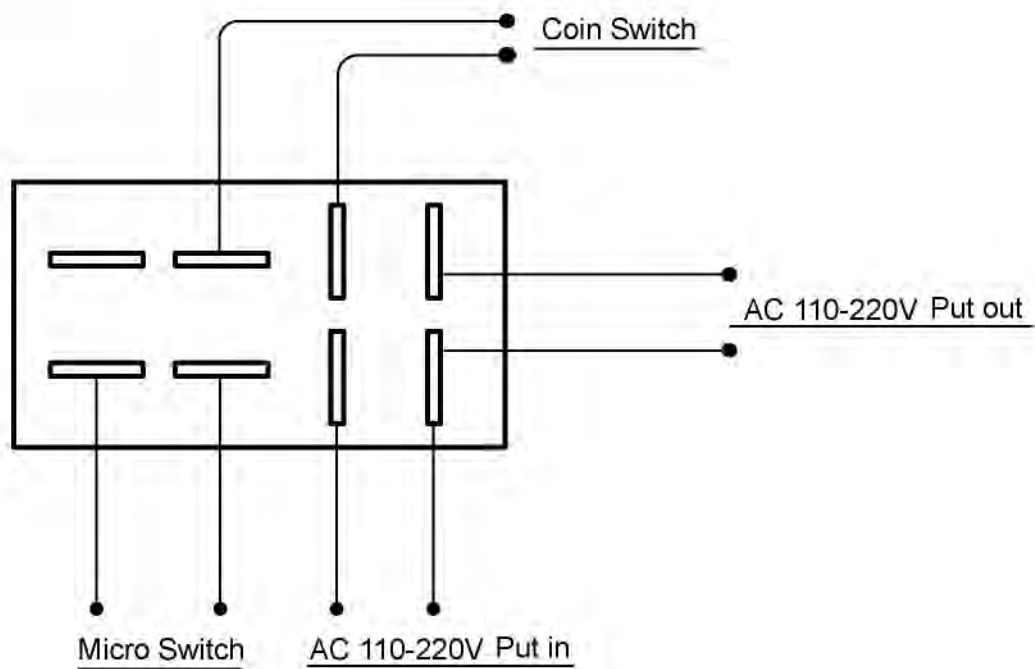 Coin Switch
AC 110-220V Put out
Micro Switch
AC 110-220V Put in